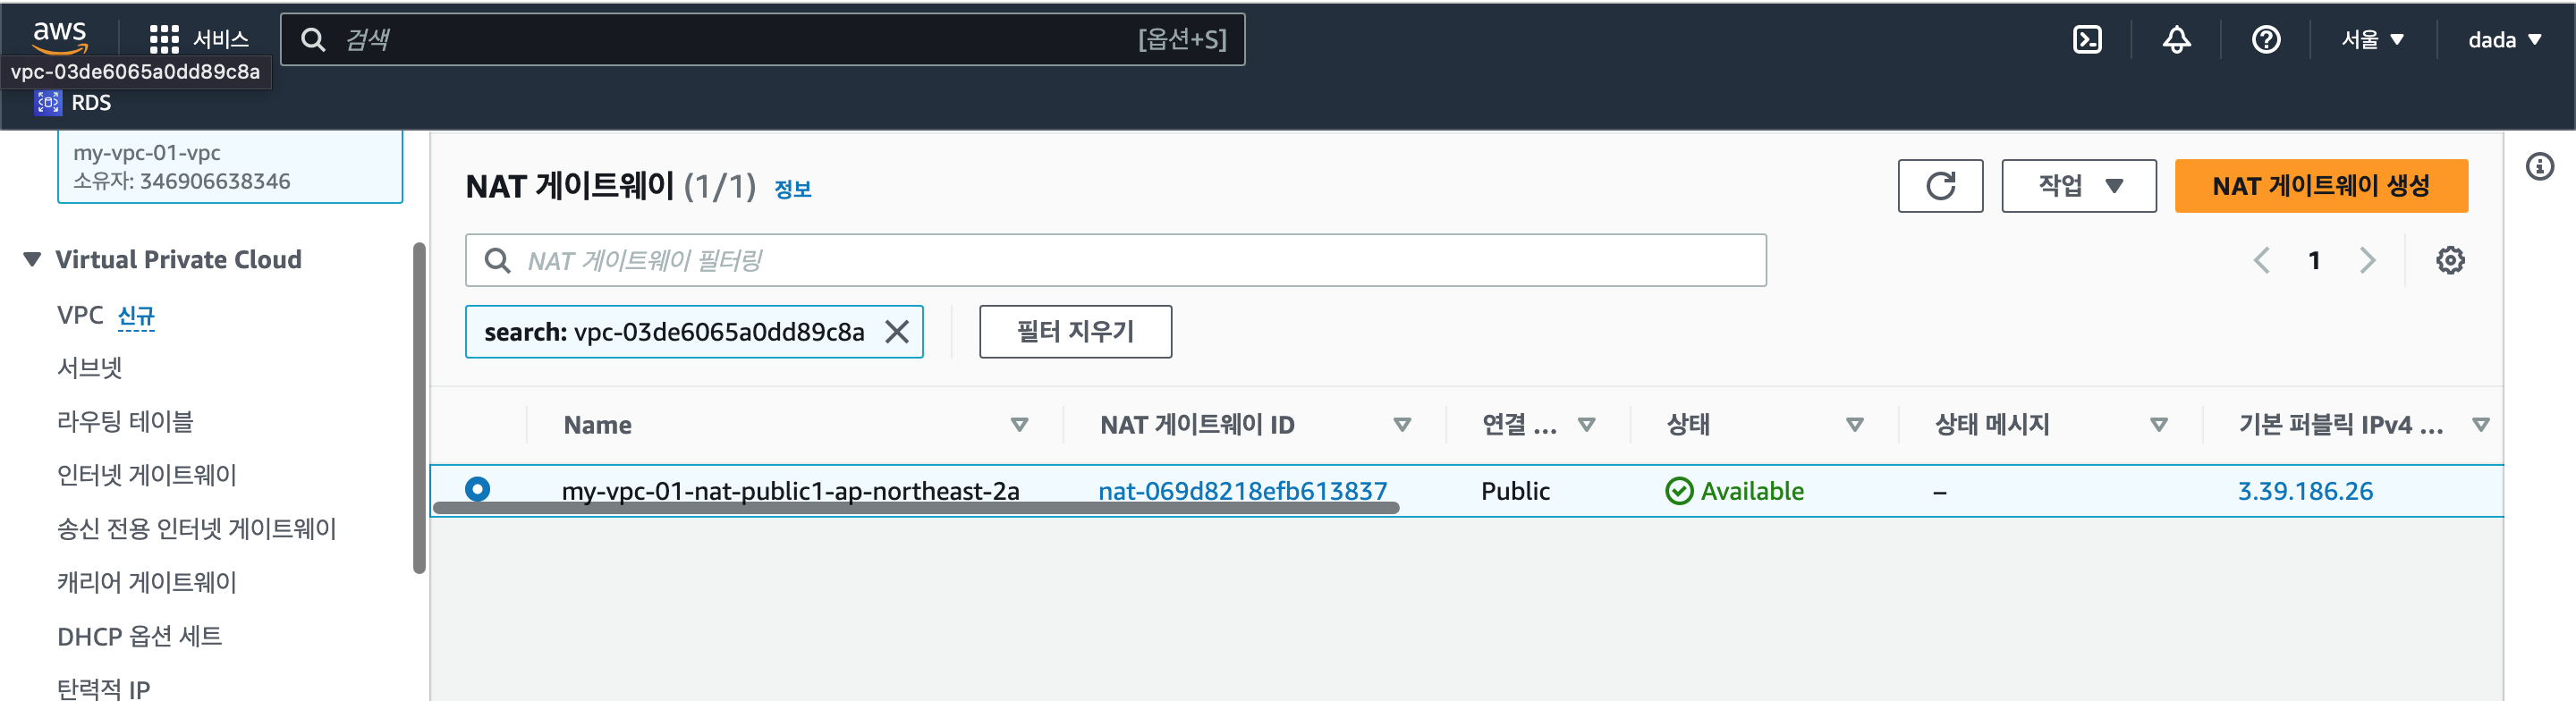 aws
서비스
검색
[옵션+S]
서울
dada
vpc-03de6065a0dd89c8a
RDS
my-vpc-01-vpc
소유자: 346906638346
Virtual Private Cloud
VPC 신규
서브넷
라우팅 테이블
인터넷 게이트웨이
송신 전용 인터넷 게이트웨이
캐리어 게이트웨이
DHCP 옵션 세트
탄력적 IP
NAT 게이트웨이 (1/1) 정보
작업
NAT 게이트웨이 생성
NAT 게이트웨이 필터링
1
search: vpc-03de6065a0dd89c8a
필터 지우기
Name
NAT 게이트웨이 ID
연결 ...
상태
상태 메시지
기본 퍼블릭 IPv4 ...
my-vpc-01-nat-public1-ap-northeast-2a
nat-069d8218efb613837
Public
Available
–
3.39.186.26